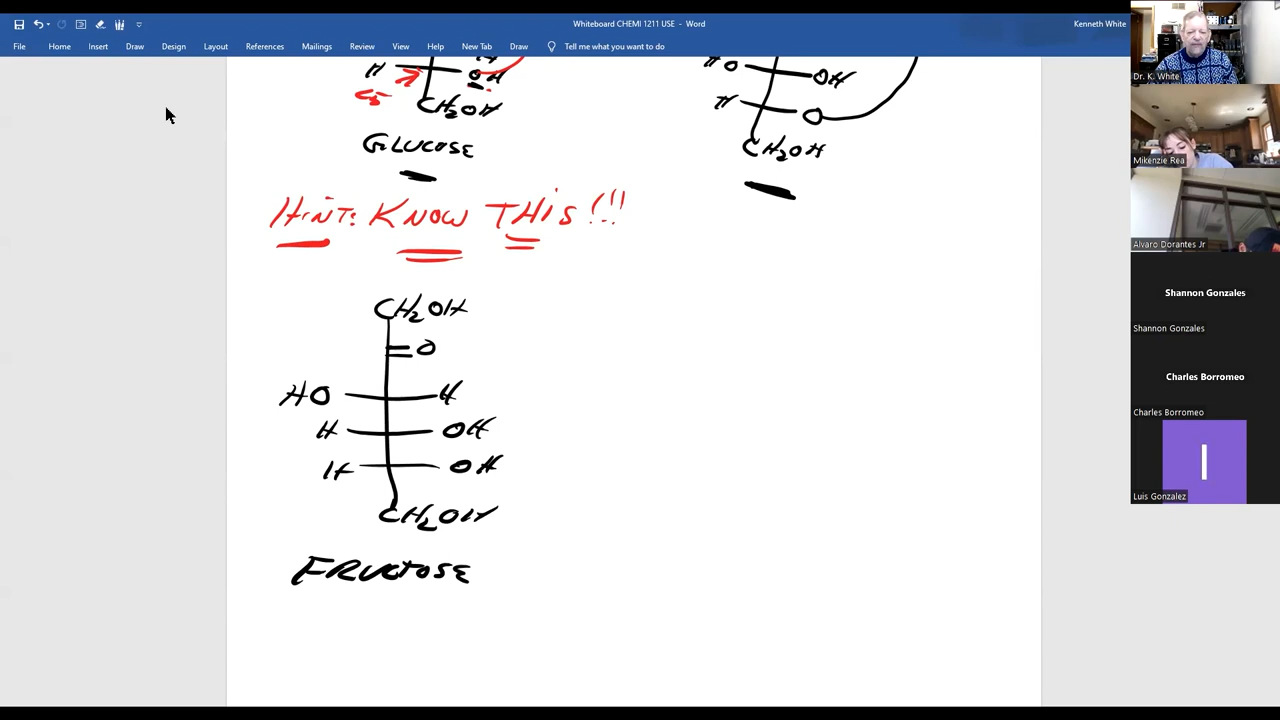 Whiteboard CHEMI 1211 USE - Word
Kenneth White
File Home Insert Draw Design Layout References Mailings Review View Help New Tab Draw Tell me what you want to do
H OH
C5
CH2OH
GLUCOSE
HO OH
H O
CH2OH
HINT: KNOW THIS!!!
CH2OH
=O
HO H
H OH
H OH
CH2OH
FRUCTOSE
Dr. K. White
Mikenzie Rea
Alvaro Dorantes Jr
Shannon Gonzales
Shannon Gonzales
Charles Borromeo
Charles Borromeo
I
Luis Gonzalez